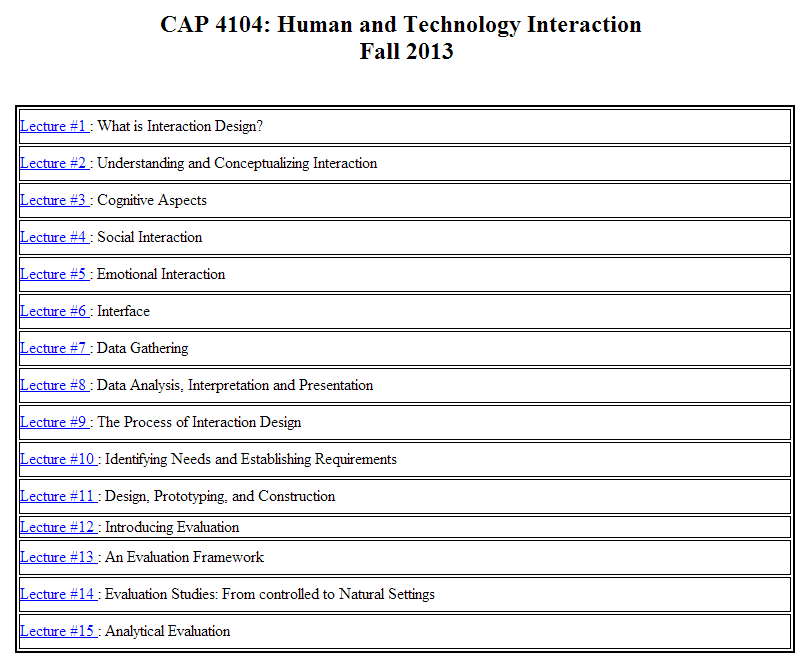 CAP 4104: Human and Technology Interaction
Fall 2013
Lecture #1 : What is Interaction Design?
Lecture #2 : Understanding and Conceptualizing Interaction
Lecture #3 : Cognitive Aspects
Lecture #4 : Social Interaction
Lecture #5 : Emotional Interaction
Lecture #6 : Interface
Lecture #7 : Data Gathering
Lecture #8 : Data Analysis, Interpretation and Presentation
Lecture #9 : The Process of Interaction Design
Lecture #10 : Identifying Needs and Establishing Requirements
Lecture #11 : Design, Prototyping, and Construction
Lecture #12 : Introducing Evaluation
Lecture #13 : An Evaluation Framework
Lecture #14 : Evaluation Studies: From controlled to Natural Settings
Lecture #15 : Analytical Evaluation